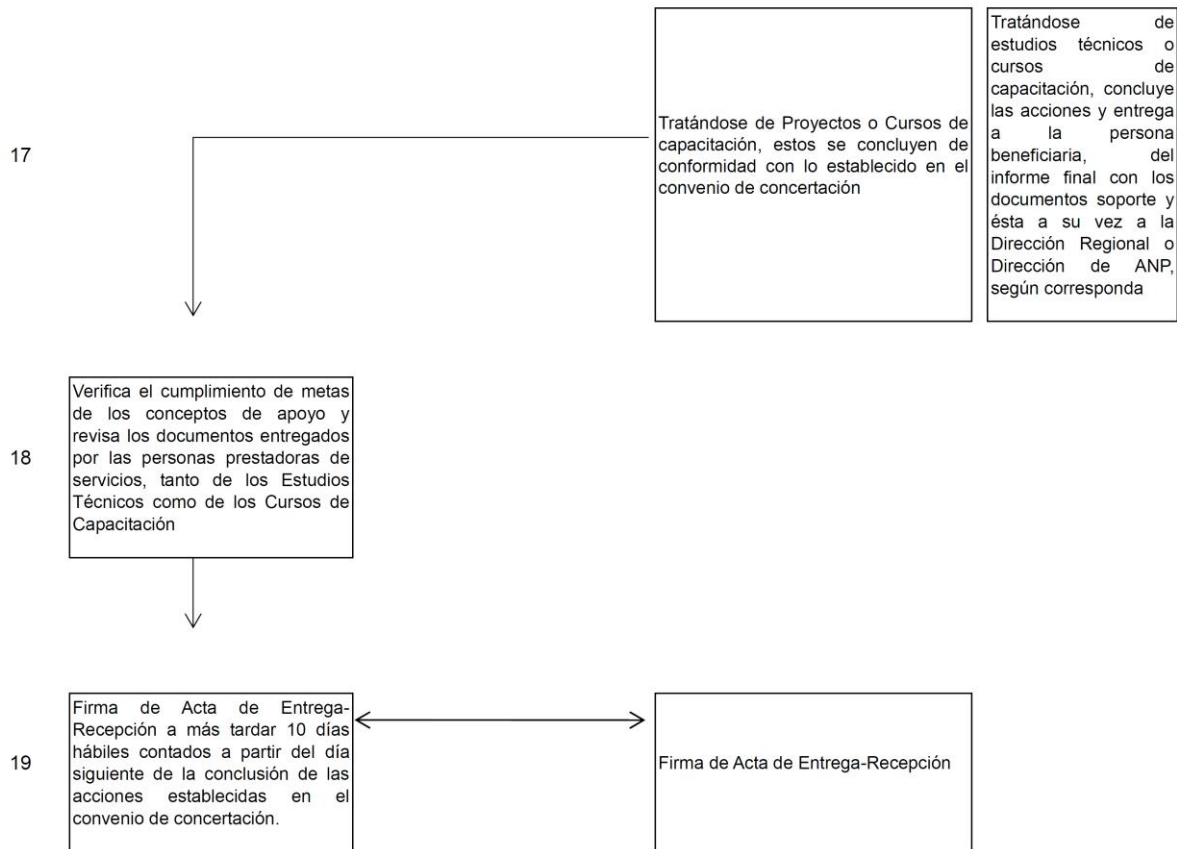 17
Tratándose de Proyectos o Cursos de
capacitación, estos se concluyen de
conformidad con lo establecido en el
convenio de concertación
Tratándose de
estudios técnicos o
cursos de
capacitación, concluye
las acciones y entrega
a la persona
beneficiaria, del
informe final con los
documentos soporte y
ésta a su vez a la
Dirección Regional o
Dirección de ANP,
según corresponda
18
Verifica el cumplimiento de metas
de los conceptos de apoyo y
revisa los documentos entregados
por las personas prestadoras de
servicios, tanto de los Estudios
Técnicos como de los Cursos de
Capacitación
19
Firma de Acta de Entrega-
Recepción a más tardar 10 días
hábiles contados a partir del día
siguiente de la conclusión de las
acciones establecidas en el
convenio de concertación.
Firma de Acta de Entrega-Recepción